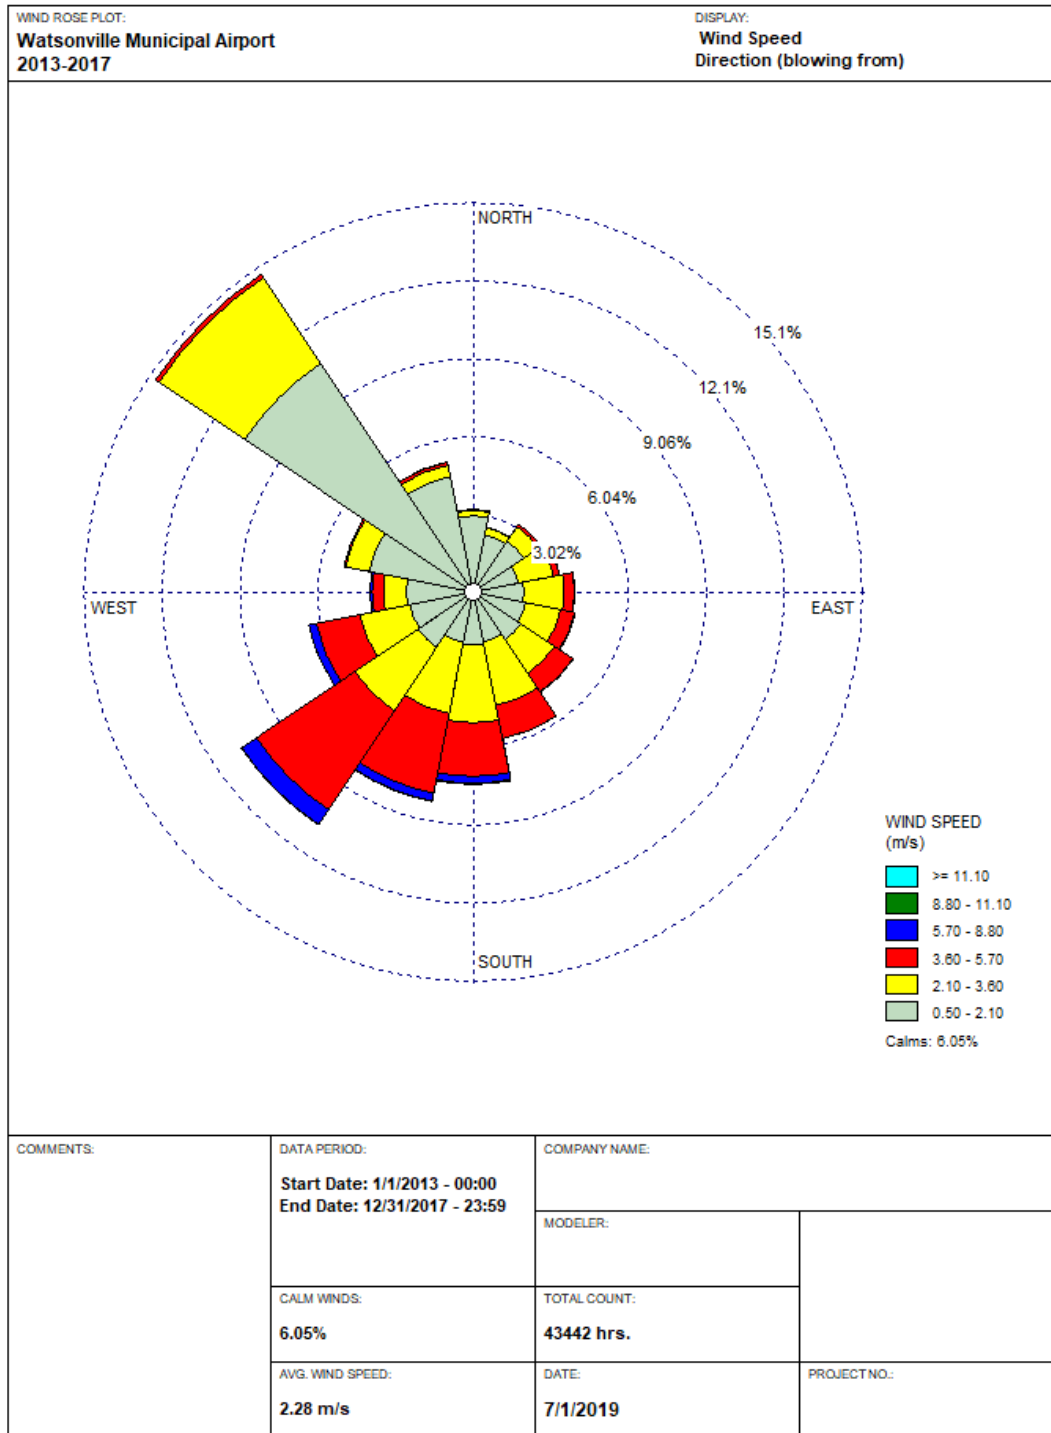 WIND ROSE PLOT:
Watsonville Municipal Airport
2013-2017
DISPLAY:
Wind Speed
Direction (blowing from)
NORTH
15.1%
12.1%
9.06%
6.04%
3.02%
WEST
EAST
SOUTH
WIND SPEED
(m/s)
>= 11.10
8.80 - 11.10
5.70 - 8.80
3.60 - 5.70
2.10 - 3.60
0.50 - 2.10
Calms: 6.05%
COMMENTS:
DATA PERIOD:
Start Date: 1/1/2013 - 00:00
End Date: 12/31/2017 - 23:59
COMPANY NAME:
MODELER:
CALM WINDS:
6.05%
TOTAL COUNT:
43442 hrs.
AVG. WIND SPEED:
2.28 m/s
DATE:
7/1/2019
PROJECT NO.: